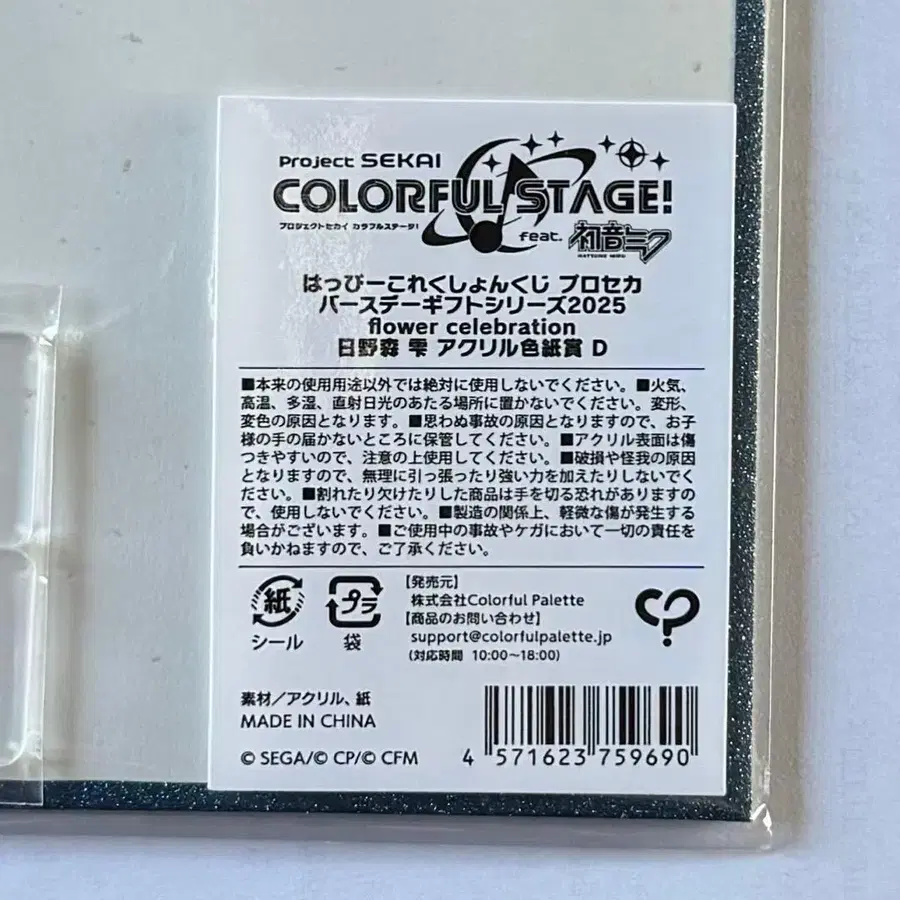 Project SEKAI
COLORFUL STAGE!
プロジェクトセカイ カラフルステージ!
feat. 初音ミク
HATSUNE MIKU
はっぴーこれくしょんくじ プロセカ
バースデーギフトシリーズ2025
flower celebration
日野森 雫 アクリル色紙賞 D
■本来の使用用途以外では絶対に使用しないでください。■火気、
高温、多湿、直射日光のあたる場所に置かないでください。変形、
変色の原因となります。■思わぬ事故の原因となりますので、お子
様の手の届かないところに保管してください。■アクリル表面は傷
つきやすいので、注意の上使用してください。■破損や怪我の原因
となりますので、無理に引っ張ったり強い力を加えたりしないでく
ださい。■割れたり欠けたりした商品は手を切る恐れがありますの
で、使用しないでください。■製造の関係上、軽微な傷が発生する
場合がございます。■ご使用中の事故やケガにおいて一切の責任を
負いかねますので、ご了承ください。
紙
シール
プラ
袋
【発売元】
株式会社Colorful Palette
【商品のお問い合わせ】
support@colorfulpalette.jp
(対応時間 10:00~18:00)
素材/アクリル、紙
MADE IN CHINA
© SEGA/© CP/© CFM
4 571623 759690